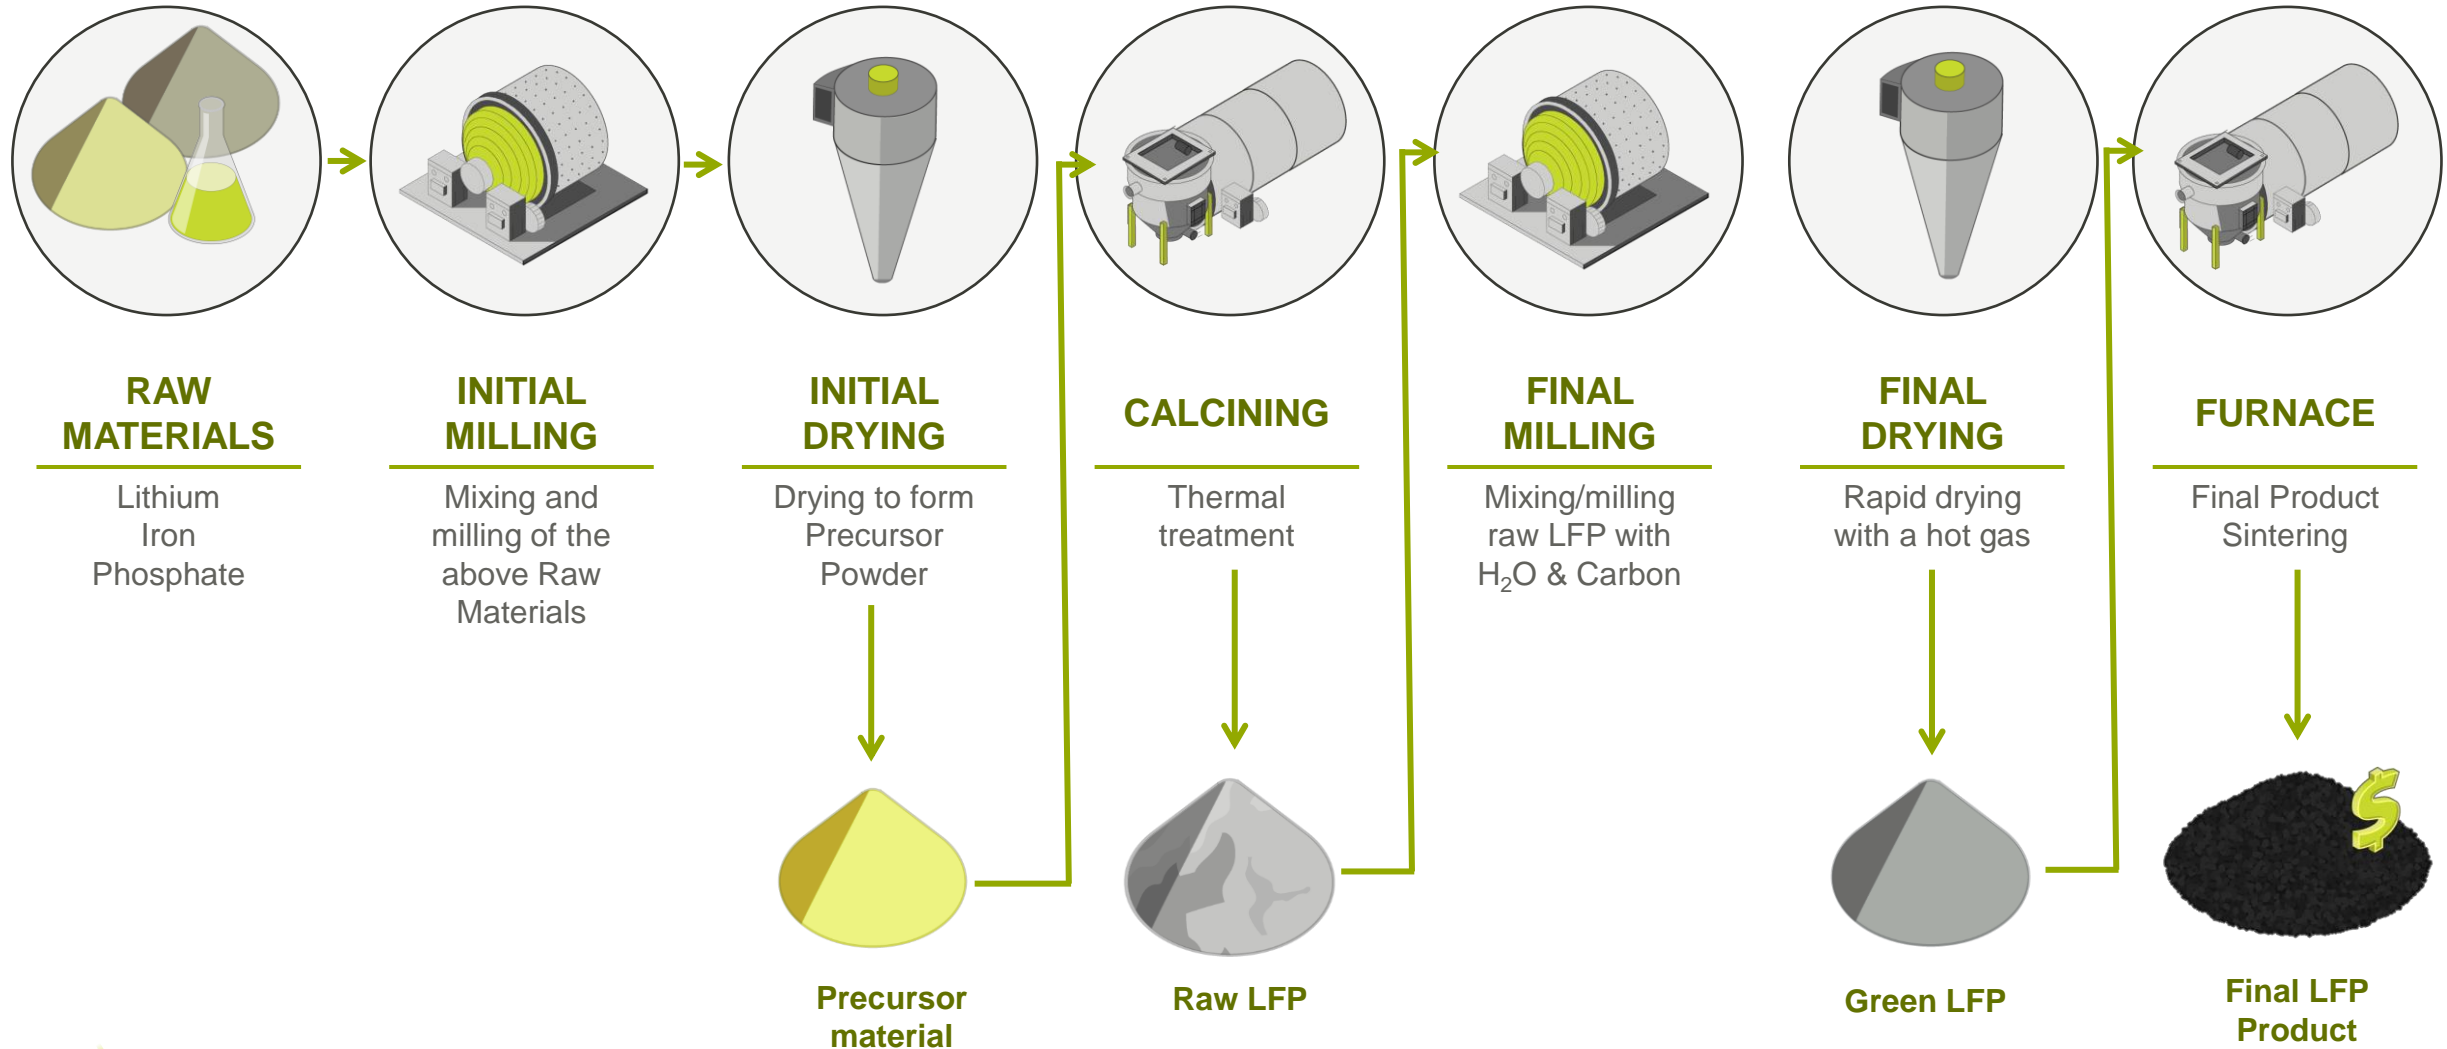 RAW
MATERIALS
Lithium
Iron
Phosphate
INITIAL
MILLING
Mixing and
milling of the
above Raw
Materials
INITIAL
DRYING
Drying to form
Precursor
Powder
Precursor
material
CALCINING
Thermal
treatment
Raw LFP
FINAL
MILLING
Mixing/milling
raw LFP with
H₂O & Carbon
FINAL
DRYING
Rapid drying
with a hot gas
Green LFP
FURNACE
Final Product
Sintering
$
Final LFP
Product